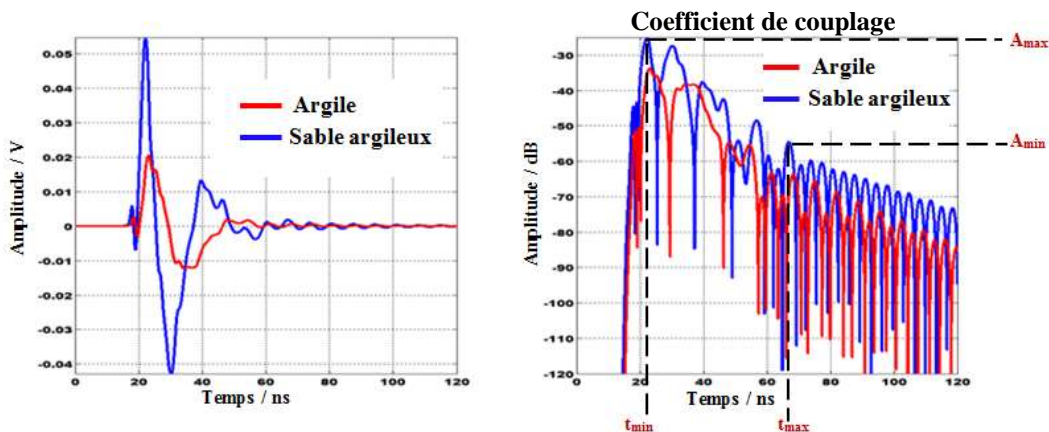 0.05
0.04
0.03
0.02
0.01
0
-0.01
-0.02
-0.03
-0.04
0
20
40
60
80
100
120
Amplitude / V
Temps / ns
Argile
Sable argileux
Coefficient de couplage
-30
-40
-50
-60
-70
-80
-90
-100
-110
-120
0
20
40
60
80
100
120
Amplitude / dB
Temps / ns
Argile
Sable argileux
Amax
Amin
tmin
tmax